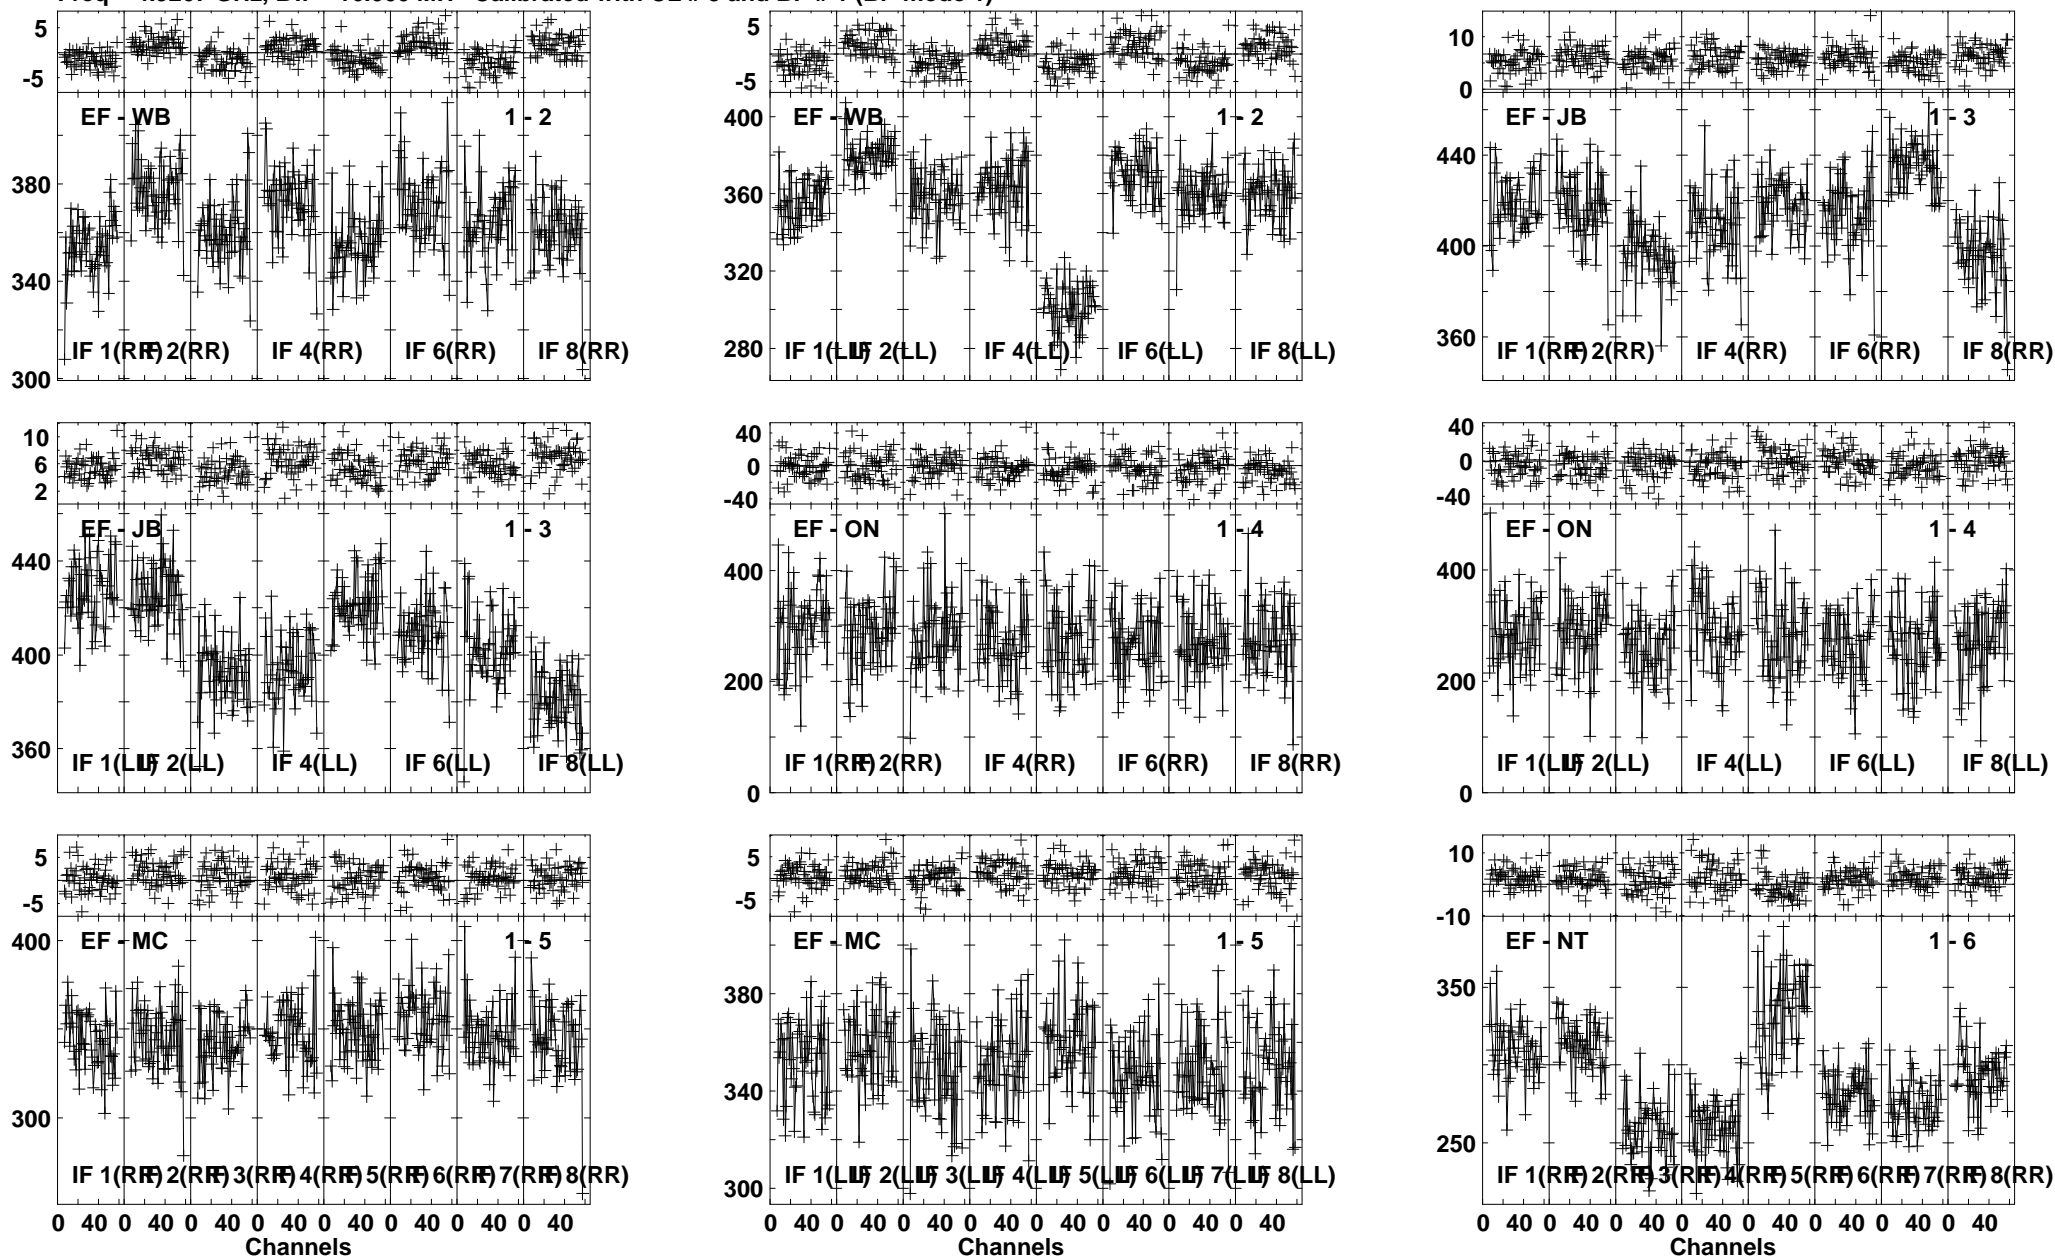 5 5 10
-5 -5 0
EF - WB 1 - 2 EF - WB 1 - 2 EF - JB 1 - 3
400 440
380 360 400
340 320 360
IF 1(RR) IF 2(RR) IF 4(RR) IF 6(RR) IF 8(RR) IF 1(LL) IF 2(LL) IF 4(LL) IF 6(LL) IF 8(LL) IF 1(RR) IF 2(RR) IF 4(RR) IF 6(RR) IF 8(RR)
300 280
10 40 40
6 0 0
2 -40 -40
EF - JB 1 - 3 EF - ON 1 - 4 EF - ON 1 - 4
440 400 400
400 200 200
360
IF 1(LL) IF 2(LL) IF 4(LL) IF 6(LL) IF 8(LL) IF 1(RR) IF 2(RR) IF 4(RR) IF 6(RR) IF 8(RR) IF 1(LL) IF 2(LL) IF 4(LL) IF 6(LL) IF 8(LL)
0 0
5 5 10
-5 -5 -10
EF - MC 1 - 5 EF - MC 1 - 5 EF - NT 1 - 6
400 380 350
300 340 250
IF 1(RR) IF 2(RR) IF 3(RR) IF 4(RR) IF 5(RR) IF 6(RR) IF 7(RR) IF 8(RR) IF 1(LL) IF 2(LL) IF 3(LL) IF 4(LL) IF 5(LL) IF 6(LL) IF 7(LL) IF 8(LL) IF 1(RR) IF 2(RR) IF 3(RR) IF 4(RR) IF 5(RR) IF 6(RR) IF 7(RR) IF 8(RR)
300
0 40 0 40 0 40 0 40 0 40 0 40 0 40 0 40 0 40 0 40 0 40 0 40 0 40 0 40 0 40 0 40 0 40 0 40 0 40 0 40 0 40 0 40 0 40 0 40
Channels Channels Channels